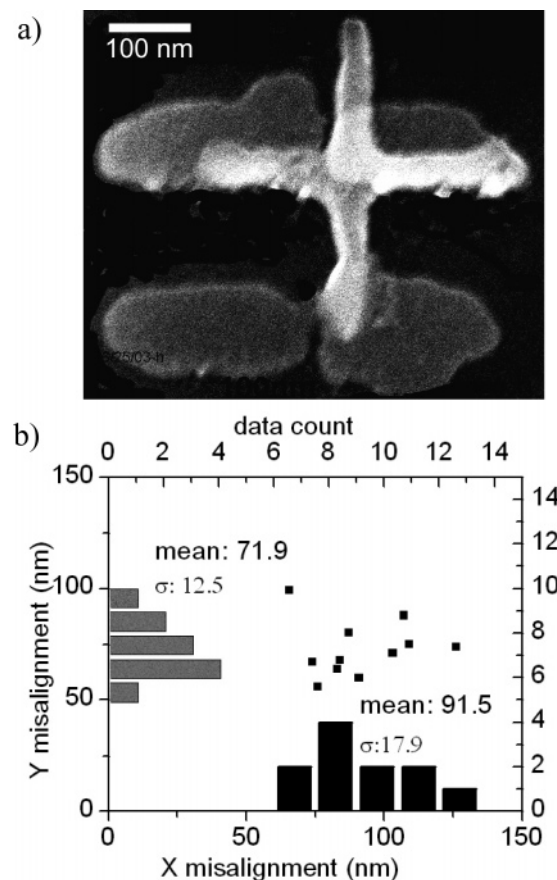 a)
100 nm
b)
data count
0 2 4 6 8 10 12
150
100
50
0
14
12
10
8
6
4
2
0
mean: 71.9
σ: 12.5
mean: 91.5
σ:17.9
Y misalignment (nm)
0 50 100 150
X misalignment (nm)